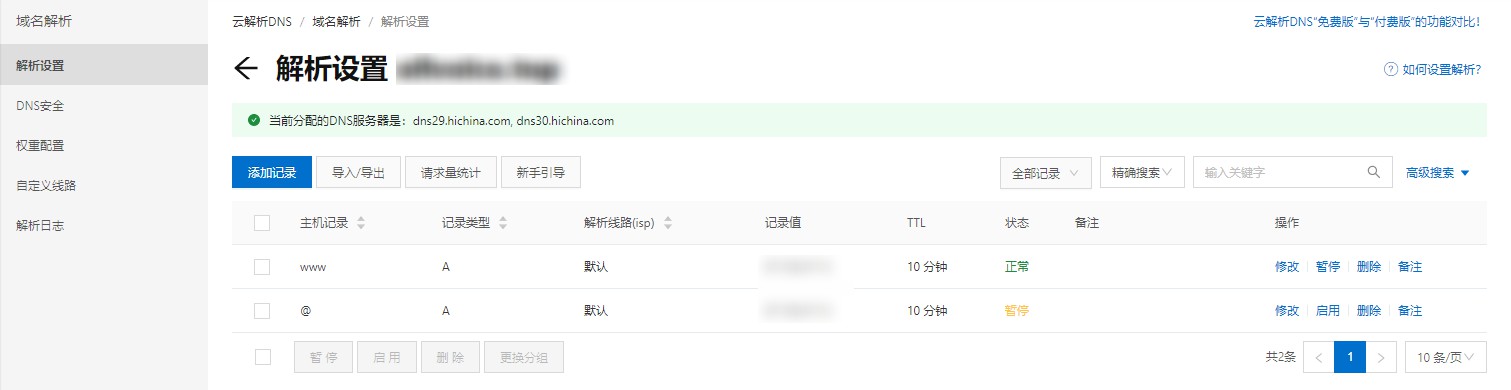 域名解析
解析设置
DNS安全
权重配置
自定义线路
解析日志
云解析DNS / 域名解析 / 解析设置
云解析DNS“免费版”与“付费版”的功能对比!
解析设置
如何设置解析?
当前分配的DNS服务器是: dns29.hichina.com, dns30.hichina.com
添加记录 导入/导出 请求量统计 新手引导 全部记录 精确搜索 输入关键字 高级搜索
主机记录 记录类型 解析线路(isp) 记录值 TTL 状态 备注 操作
www A 默认 10 分钟 正常 修改 暂停 删除 备注
@ A 默认 10 分钟 暂停 修改 启用 删除 备注
暂停 启用 删除 更换分组 共2条 < 1 > 10 条/页